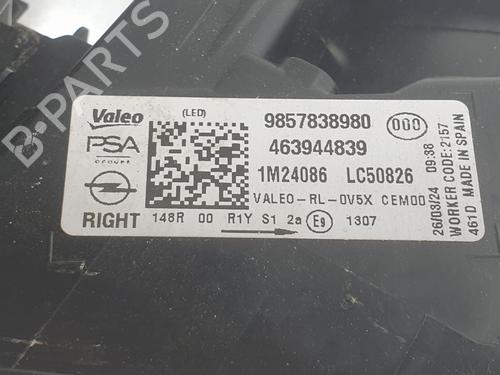 B-PARTS
Valeo
(LED)
9857838980
000
PSA
GROUPE
463944839
1M24086 LC50826
VALEO-RL-0V5X CEM00
RIGHT
148R 00 R1Y S1 2a E9 1307
26/03/24 09:38
WORKER CODE:2157
461D MADE IN SPAIN